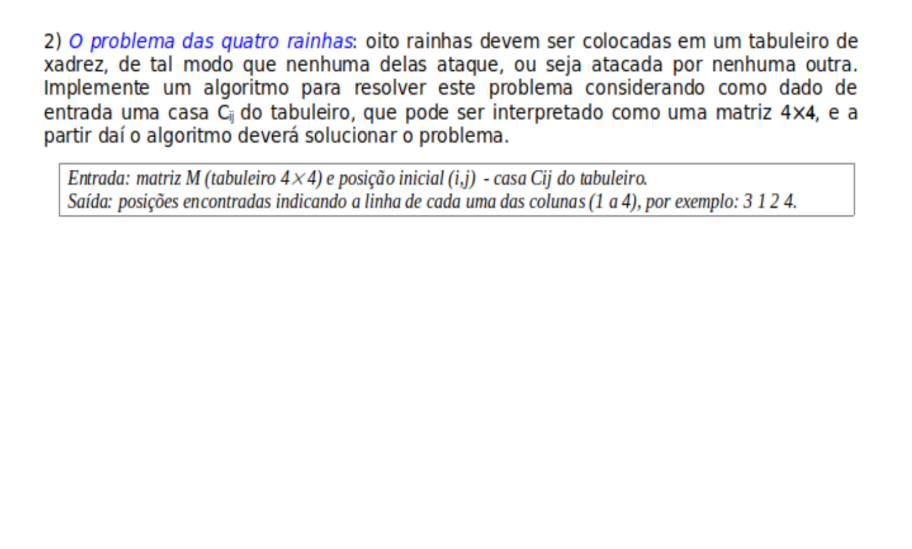 2) O problema das quatro rainhas: oito rainhas devem ser colocadas em um tabuleiro de
xadrez, de tal modo que nenhuma delas ataque, ou seja atacada por nenhuma outra.
Implemente um algoritmo para resolver este problema considerando como dado de
entrada uma casa Cij do tabuleiro, que pode ser interpretado como uma matriz 4×4, e a
partir daí o algoritmo deverá solucionar o problema.
Entrada: matriz M (tabuleiro 4×4) e posição inicial (i,j) - casa Cij do tabuleiro.
Saída: posições encontradas indicando a linha de cada uma das colunas (1 a 4), por exemplo: 3 1 2 4.